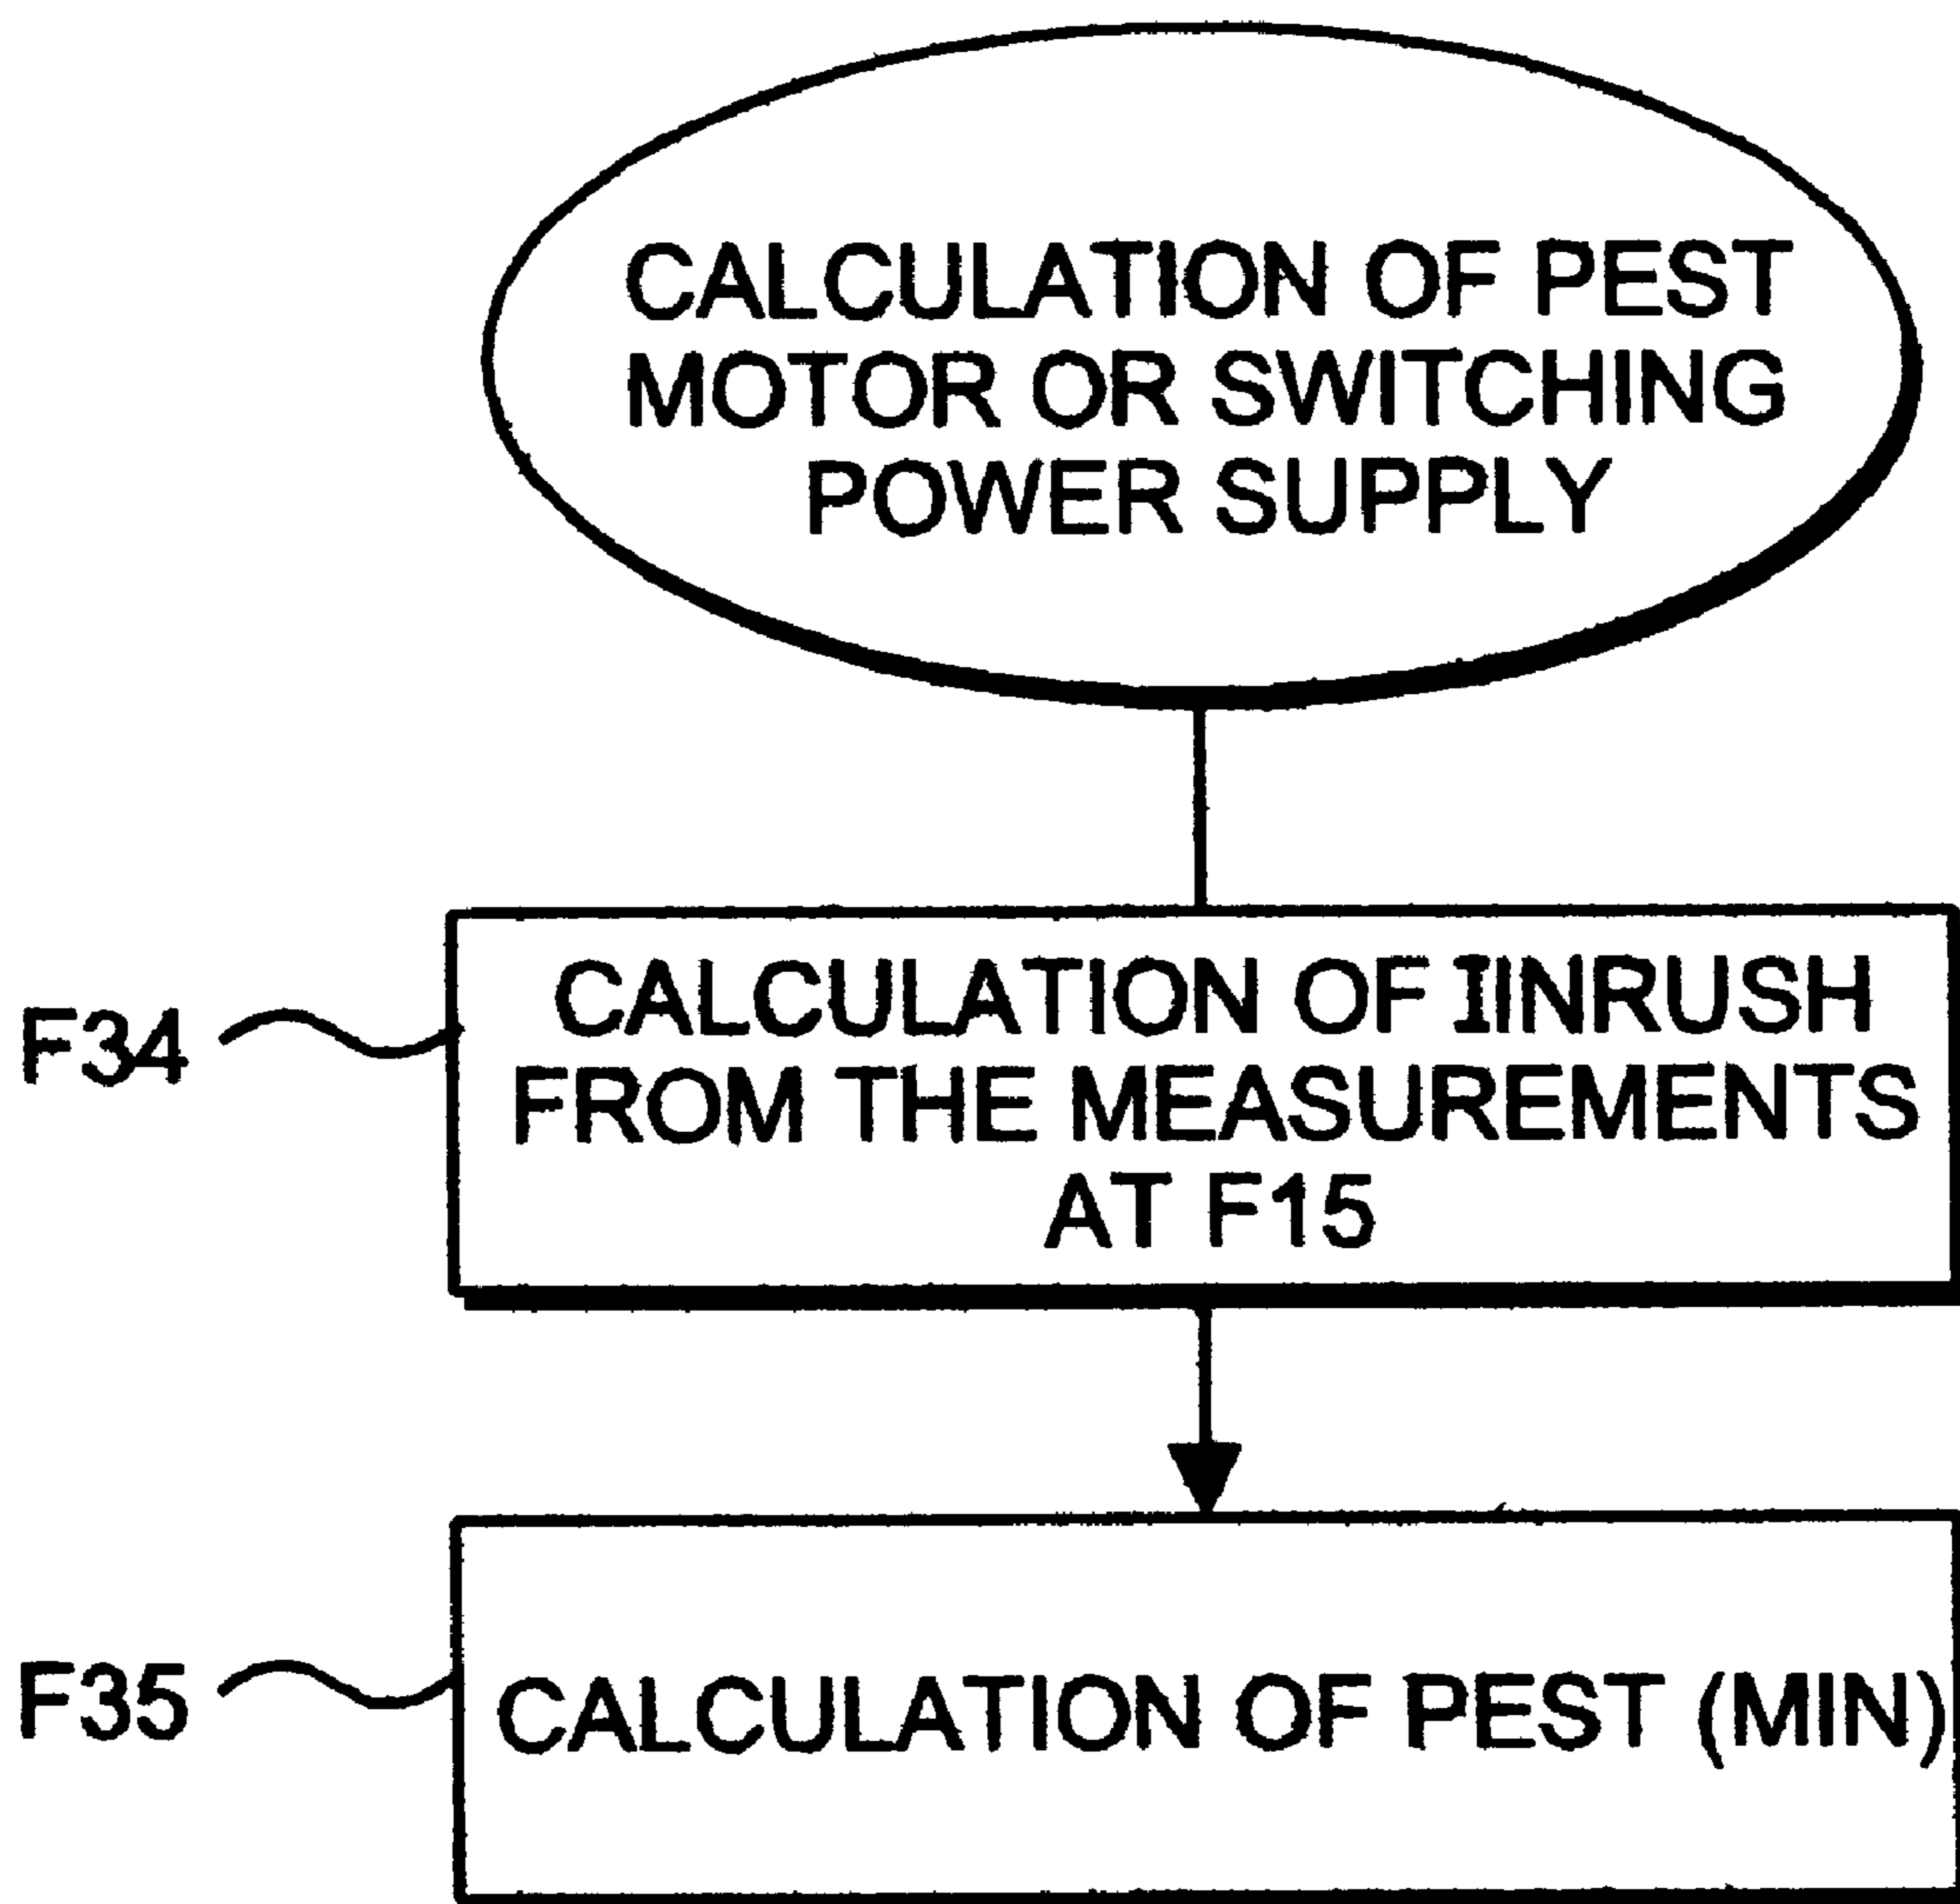 CALCULATION OF PEST
MOTOR OR SWITCHING
POWER SUPPLY
F34
CALCULATION OF IINRUSH
FROM THE MEASUREMENTS
AT F15
F35
CALCULATION OF PEST (MIN)